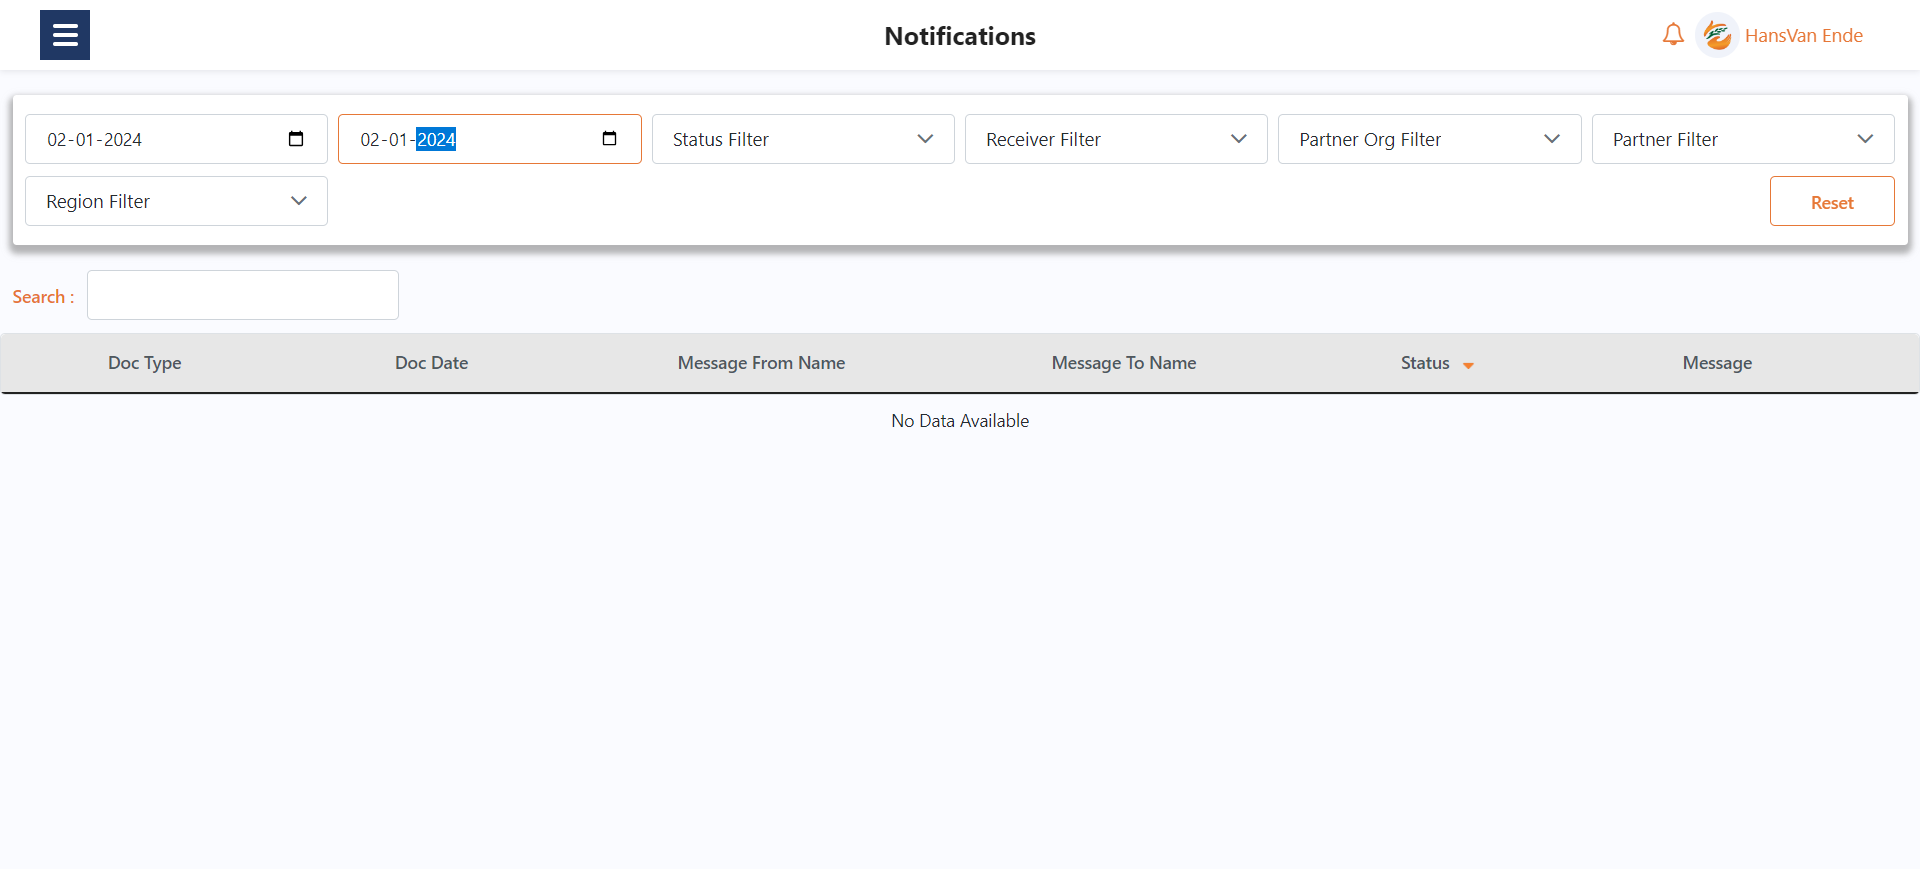 Notifications
HansVan Ende
02-01-2024
02-01-2024
Status Filter
Receiver Filter
Partner Org Filter
Partner Filter
Region Filter
Reset
Search :
Doc Type
Doc Date
Message From Name
Message To Name
Status
Message
No Data Available